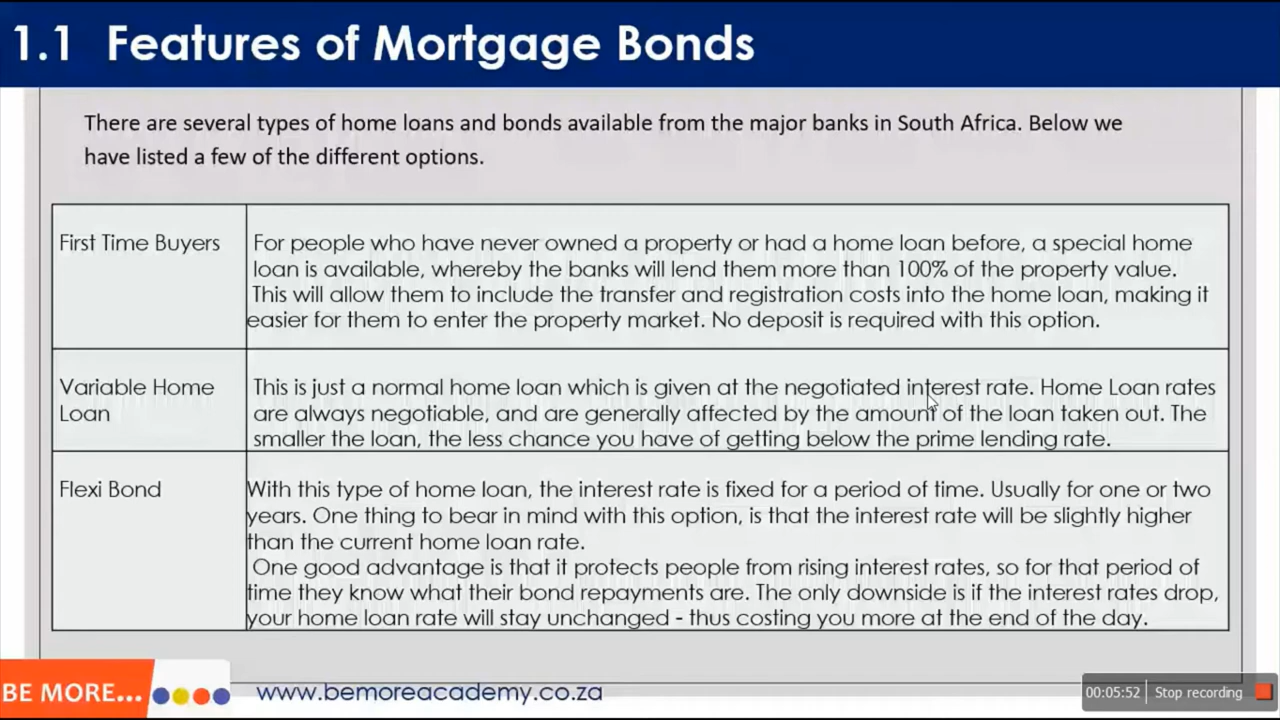 1.1 Features of Mortgage Bonds
There are several types of home loans and bonds available from the major banks in South Africa. Below we
have listed a few of the different options.
First Time Buyers
For people who have never owned a property or had a home loan before, a special home
loan is available, whereby the banks will lend them more than 100% of the property value.
This will allow them to include the transfer and registration costs into the home loan, making it
easier for them to enter the property market. No deposit is required with this option.
Variable Home
Loan
This is just a normal home loan which is given at the negotiated interest rate. Home Loan rates
are always negotiable, and are generally affected by the amount of the loan taken out. The
smaller the loan, the less chance you have of getting below the prime lending rate.
Flexi Bond
With this type of home loan, the interest rate is fixed for a period of time. Usually for one or two
years. One thing to bear in mind with this option, is that the interest rate will be slightly higher
than the current home loan rate.
One good advantage is that it protects people from rising interest rates, so for that period of
time they know what their bond repayments are. The only downside is if the interest rates drop,
your home loan rate will stay unchanged - thus costing you more at the end of the day.
BE MORE...
www.bemoreacademy.co.za
00:05:52 Stop recording